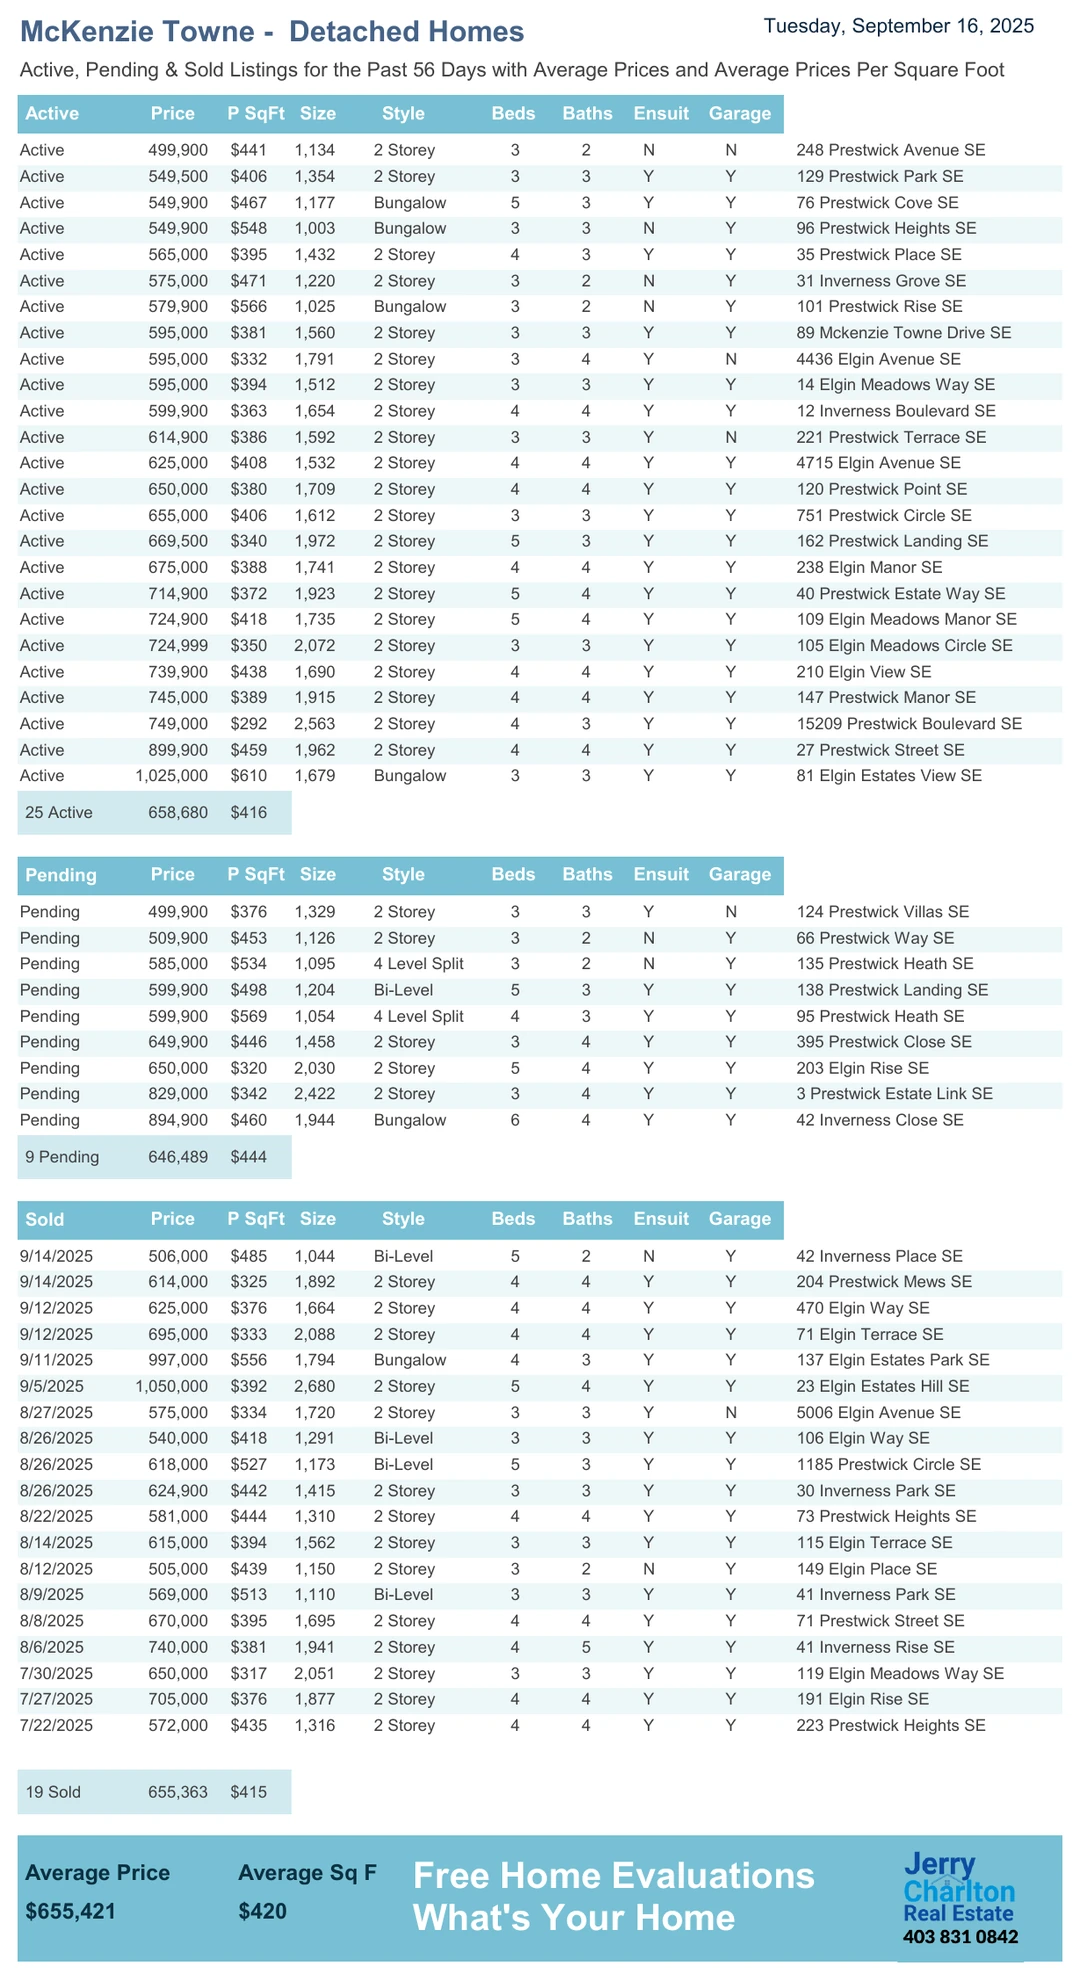 McKenzie Towne - Detached Homes
Tuesday, September 16, 2025
Active, Pending & Sold Listings for the Past 56 Days with Average Prices and Average Prices Per Square Foot
Active Price P SqFt Size Style Beds Baths Ensuit Garage
Active 499,900 $441 1,134 2 Storey 3 2 N N 248 Prestwick Avenue SE
Active 549,500 $406 1,354 2 Storey 3 3 Y Y 129 Prestwick Park SE
Active 549,900 $467 1,177 Bungalow 5 3 Y Y 76 Prestwick Cove SE
Active 549,900 $548 1,003 Bungalow 3 3 N Y 96 Prestwick Heights SE
Active 565,000 $395 1,432 2 Storey 4 3 Y Y 35 Prestwick Place SE
Active 575,000 $471 1,220 2 Storey 3 2 N Y 31 Inverness Grove SE
Active 579,900 $566 1,025 Bungalow 3 2 N Y 101 Prestwick Rise SE
Active 595,000 $381 1,560 2 Storey 3 3 Y Y 89 Mckenzie Towne Drive SE
Active 595,000 $332 1,791 2 Storey 3 4 Y N 4436 Elgin Avenue SE
Active 595,000 $394 1,512 2 Storey 3 3 Y Y 14 Elgin Meadows Way SE
Active 599,900 $363 1,654 2 Storey 4 4 Y Y 12 Inverness Boulevard SE
Active 614,900 $386 1,592 2 Storey 3 3 Y N 221 Prestwick Terrace SE
Active 625,000 $408 1,532 2 Storey 4 4 Y Y 4715 Elgin Avenue SE
Active 650,000 $380 1,709 2 Storey 4 4 Y Y 120 Prestwick Point SE
Active 655,000 $406 1,612 2 Storey 3 3 Y Y 751 Prestwick Circle SE
Active 669,500 $340 1,972 2 Storey 5 3 Y Y 162 Prestwick Landing SE
Active 675,000 $388 1,741 2 Storey 4 4 Y Y 238 Elgin Manor SE
Active 714,900 $372 1,923 2 Storey 5 4 Y Y 40 Prestwick Estate Way SE
Active 724,900 $418 1,735 2 Storey 5 4 Y Y 109 Elgin Meadows Manor SE
Active 724,999 $350 2,072 2 Storey 3 3 Y Y 105 Elgin Meadows Circle SE
Active 739,900 $438 1,690 2 Storey 4 4 Y Y 210 Elgin View SE
Active 745,000 $389 1,915 2 Storey 4 4 Y Y 147 Prestwick Manor SE
Active 749,000 $292 2,563 2 Storey 4 3 Y Y 15209 Prestwick Boulevard SE
Active 899,900 $459 1,962 2 Storey 4 4 Y Y 27 Prestwick Street SE
Active 1,025,000 $610 1,679 Bungalow 3 3 Y Y 81 Elgin Estates View SE
25 Active 658,680 $416
Pending Price P SqFt Size Style Beds Baths Ensuit Garage
Pending 499,900 $376 1,329 2 Storey 3 3 Y N 124 Prestwick Villas SE
Pending 509,900 $453 1,126 2 Storey 3 2 N Y 66 Prestwick Way SE
Pending 585,000 $534 1,095 4 Level Split 3 2 N Y 135 Prestwick Heath SE
Pending 599,900 $498 1,204 Bi-Level 5 3 Y Y 138 Prestwick Landing SE
Pending 599,900 $569 1,054 4 Level Split 4 3 Y Y 95 Prestwick Heath SE
Pending 649,900 $446 1,458 2 Storey 3 4 Y Y 395 Prestwick Close SE
Pending 650,000 $320 2,030 2 Storey 5 4 Y Y 203 Elgin Rise SE
Pending 829,000 $342 2,422 2 Storey 3 4 Y Y 3 Prestwick Estate Link SE
Pending 894,900 $460 1,944 Bungalow 6 4 Y Y 42 Inverness Close SE
9 Pending 646,489 $444
Sold Price P SqFt Size Style Beds Baths Ensuit Garage
9/14/2025 506,000 $485 1,044 Bi-Level 5 2 N Y 42 Inverness Place SE
9/14/2025 614,000 $325 1,892 2 Storey 4 4 Y Y 204 Prestwick Mews SE
9/12/2025 625,000 $376 1,664 2 Storey 4 4 Y Y 470 Elgin Way SE
9/12/2025 695,000 $333 2,088 2 Storey 4 4 Y Y 71 Elgin Terrace SE
9/11/2025 997,000 $556 1,794 Bungalow 4 3 Y Y 137 Elgin Estates Park SE
9/5/2025 1,050,000 $392 2,680 2 Storey 5 4 Y Y 23 Elgin Estates Hill SE
8/27/2025 575,000 $334 1,720 2 Storey 3 3 Y N 5006 Elgin Avenue SE
8/26/2025 540,000 $418 1,291 Bi-Level 3 3 Y Y 106 Elgin Way SE
8/26/2025 618,000 $527 1,173 Bi-Level 5 3 Y Y 1185 Prestwick Circle SE
8/26/2025 624,900 $442 1,415 2 Storey 3 3 Y Y 30 Inverness Park SE
8/22/2025 581,000 $444 1,310 2 Storey 4 4 Y Y 73 Prestwick Heights SE
8/14/2025 615,000 $394 1,562 2 Storey 3 3 Y Y 115 Elgin Terrace SE
8/12/2025 505,000 $439 1,150 2 Storey 3 2 N Y 149 Elgin Place SE
8/9/2025 569,000 $513 1,110 Bi-Level 3 3 Y Y 41 Inverness Park SE
8/8/2025 670,000 $395 1,695 2 Storey 4 4 Y Y 71 Prestwick Street SE
8/6/2025 740,000 $381 1,941 2 Storey 4 5 Y Y 41 Inverness Rise SE
7/30/2025 650,000 $317 2,051 2 Storey 3 3 Y Y 119 Elgin Meadows Way SE
7/27/2025 705,000 $376 1,877 2 Storey 4 4 Y Y 191 Elgin Rise SE
7/22/2025 572,000 $435 1,316 2 Storey 4 4 Y Y 223 Prestwick Heights SE
19 Sold 655,363 $415
Average Price Average Sq F
$655,421 $420
Free Home Evaluations
What's Your Home
Jerry
Charlton
Real Estate
403 831 0842